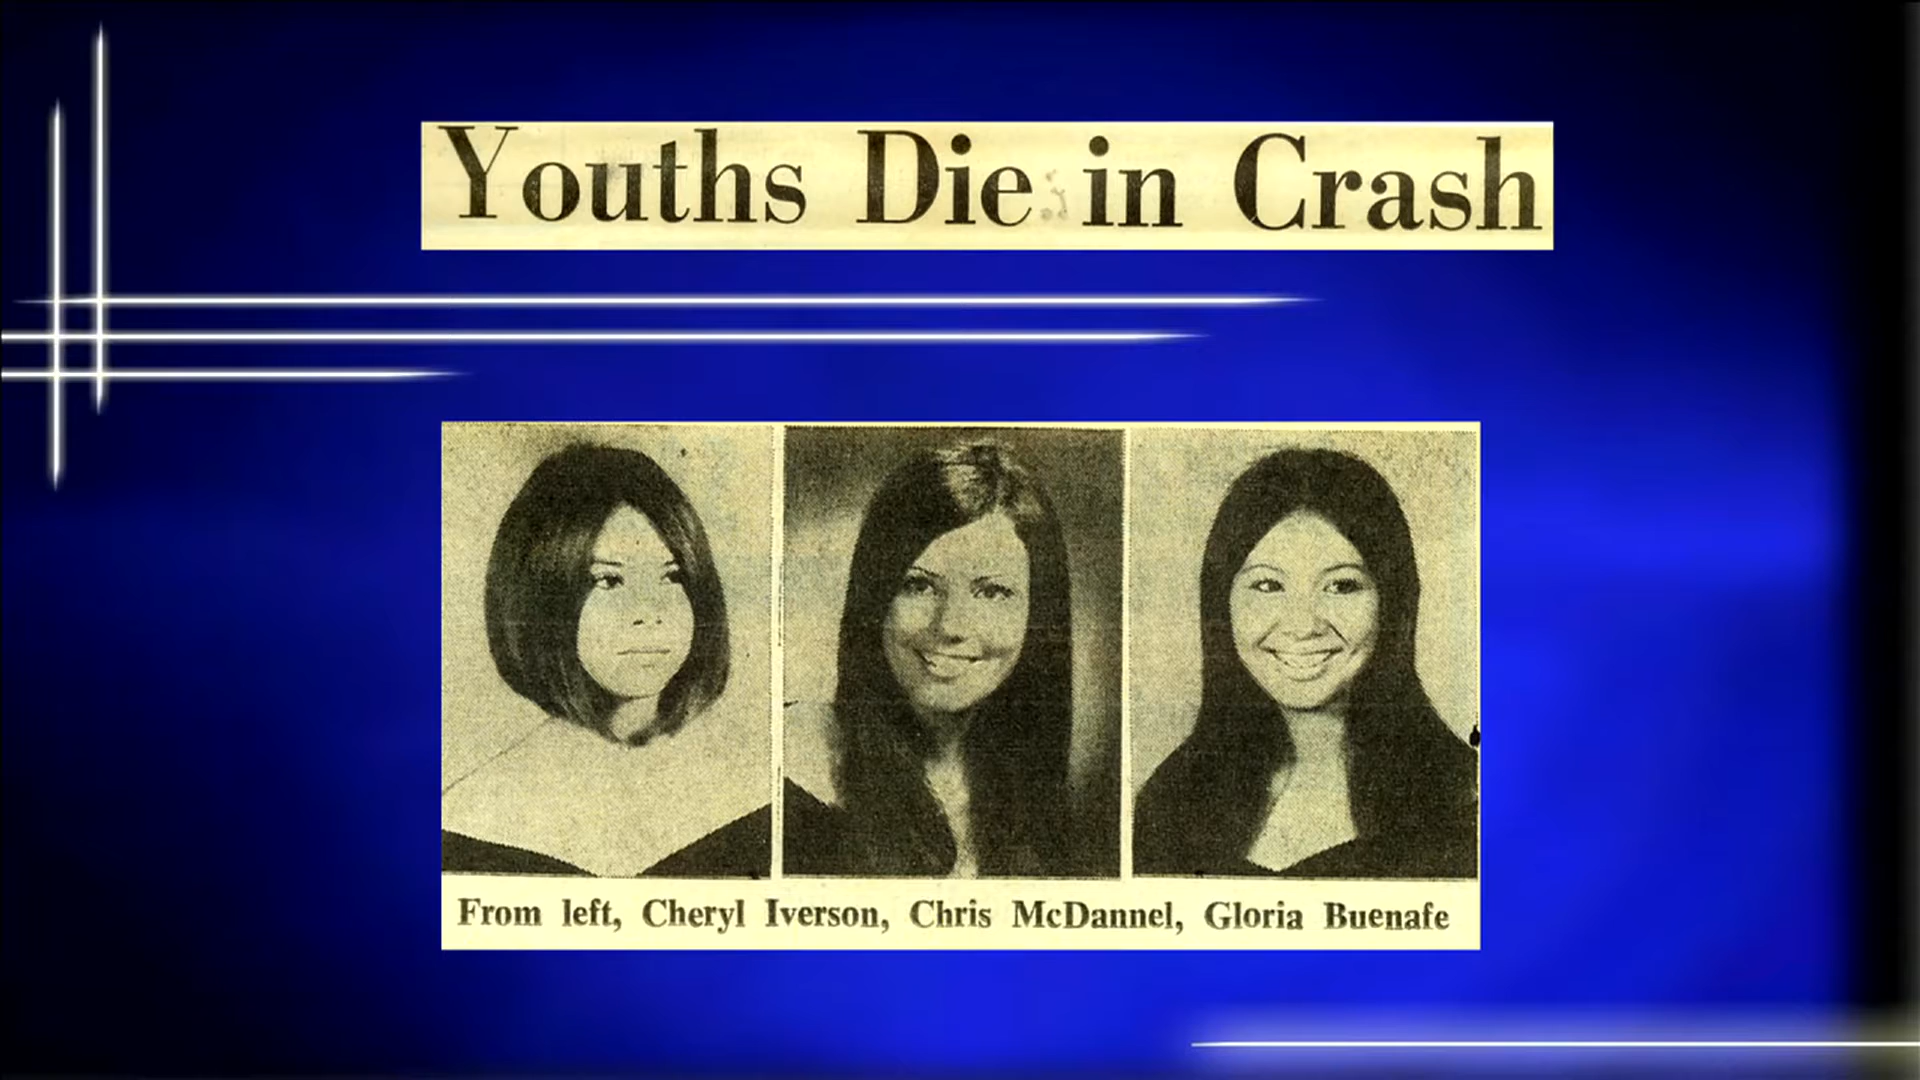 Youths Die in Crash
From left, Cheryl Iverson, Chris McDannel, Gloria Buenafe